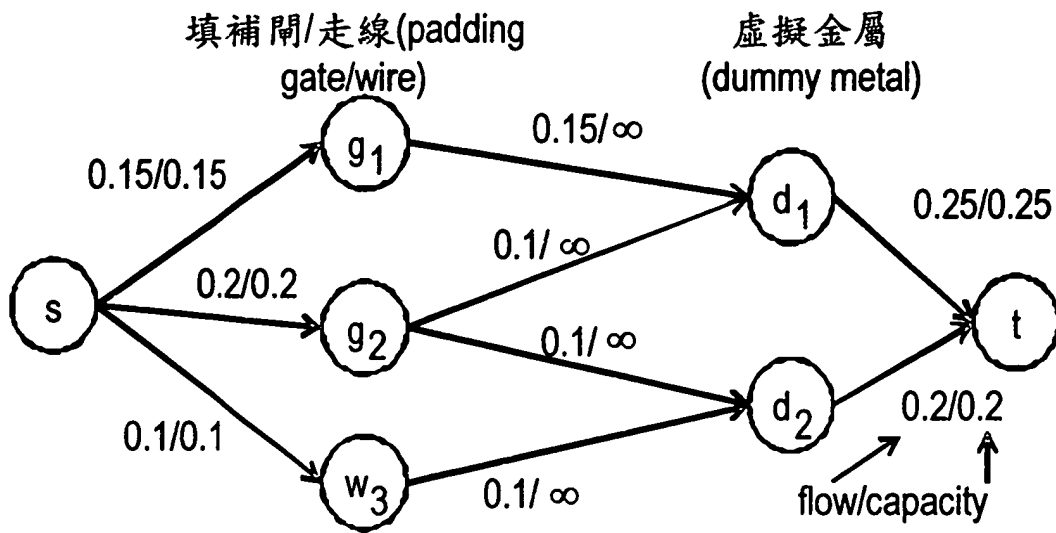 填補閘/走線(padding
gate/wire)
虛擬金屬
(dummy metal)
g1
0.15/∞
0.15/0.15
d1
0.25/0.25
0.1/ ∞
s
0.2/0.2
g2
t
0.1/ ∞
d2
0.1/0.1
0.2/0.2
w3
0.1/ ∞
flow/capacity